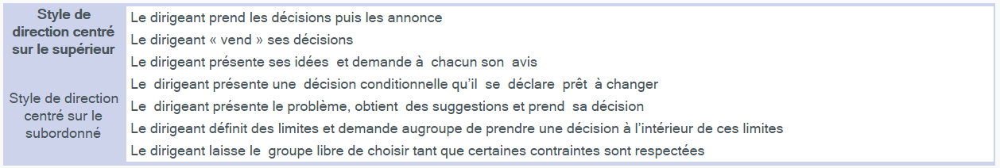 Style de
direction centré
sur le supérieur
Le dirigeant prend les décisions puis les annonce
Le dirigeant « vend » ses décisions
Le dirigeant présente ses idées et demande à chacun son avis
Le dirigeant présente une décision conditionnelle qu'il se déclare prêt à changer
Style de direction
centré sur le
subordonné
Le dirigeant présente le problème, obtient des suggestions et prend sa décision
Le dirigeant définit des limites et demande augroupe de prendre une décision à l'intérieur de ces limites
Le dirigeant laisse le groupe libre de choisir tant que certaines contraintes sont respectées